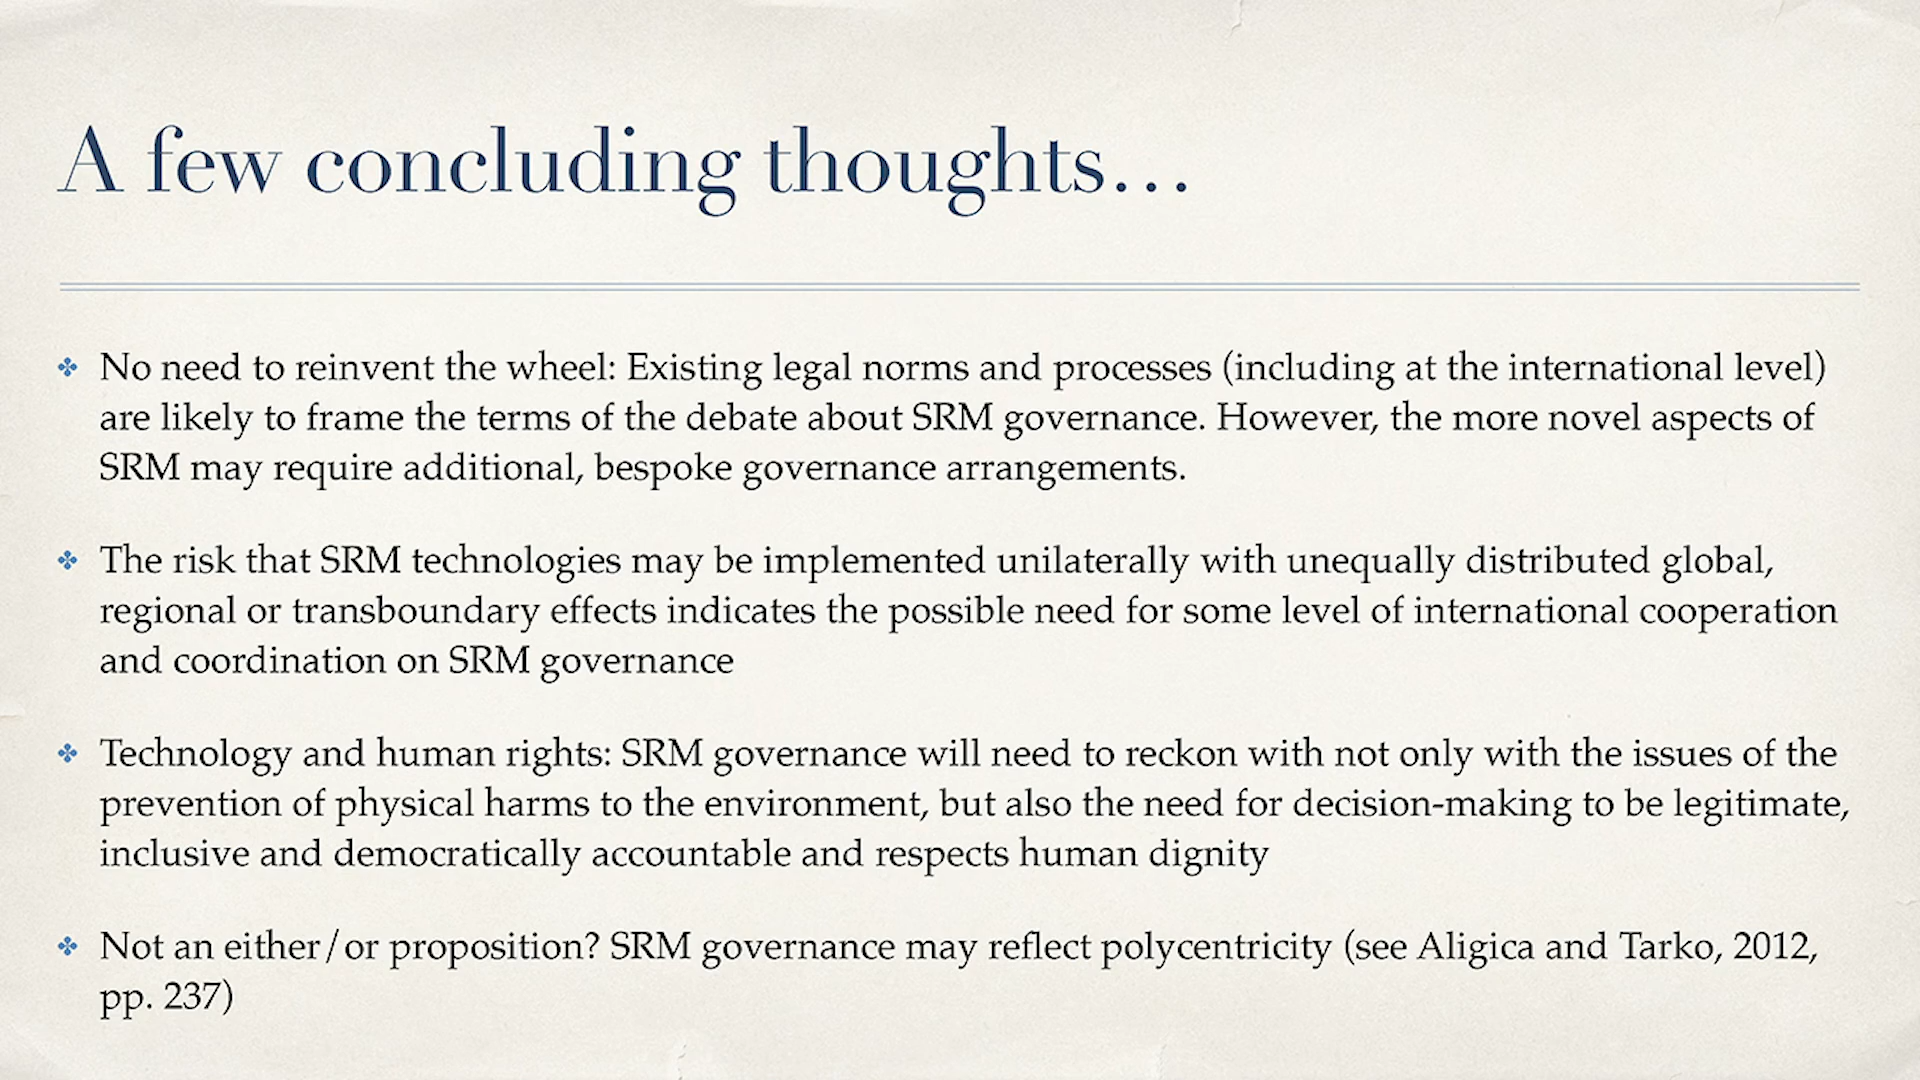 A few concluding thoughts…
No need to reinvent the wheel: Existing legal norms and processes (including at the international level)
are likely to frame the terms of the debate about SRM governance. However, the more novel aspects of
SRM may require additional, bespoke governance arrangements.
The risk that SRM technologies may be implemented unilaterally with unequally distributed global,
regional or transboundary effects indicates the possible need for some level of international cooperation
and coordination on SRM governance
Technology and human rights: SRM governance will need to reckon with not only with the issues of the
prevention of physical harms to the environment, but also the need for decision-making to be legitimate,
inclusive and democratically accountable and respects human dignity
Not an either/or proposition? SRM governance may reflect polycentricity (see Aligica and Tarko, 2012,
pp. 237)